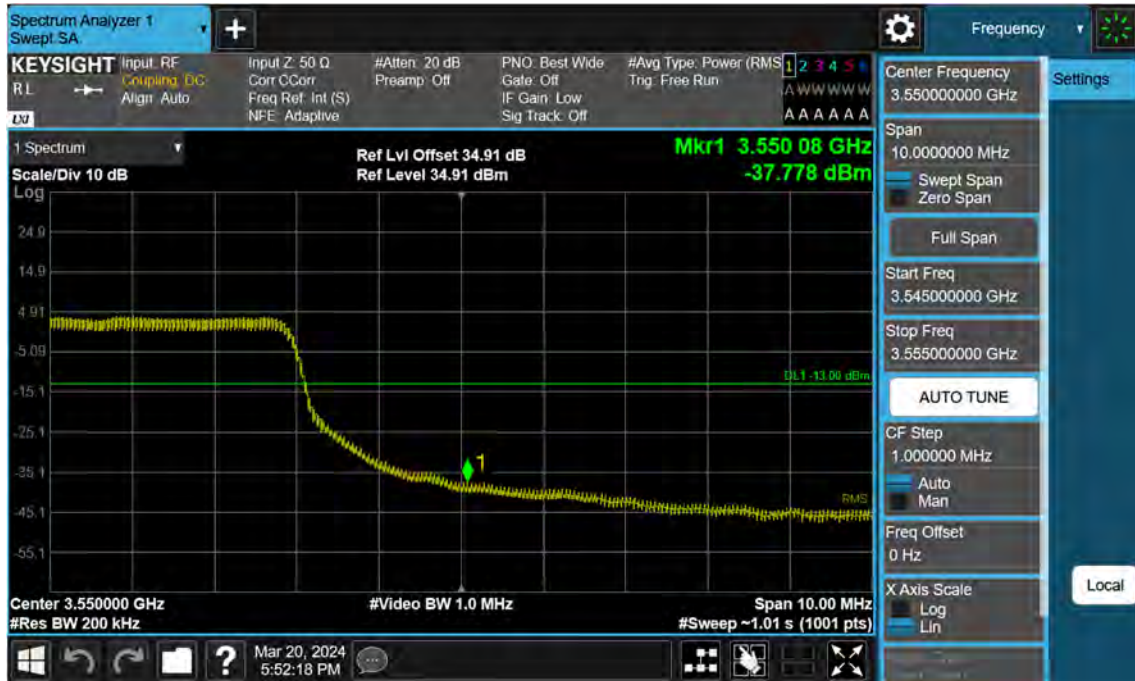 Spectrum Analyzer 1
Swept SA
+
Frequency
KEYSIGHT
RL
LXI
Input: RF
Coupling: DC
Align: Auto
Input Z: 50 Ω
Corr CCorr
Freq Ref: Int (S)
NFE: Adaptive
#Atten: 20 dB
Preamp: Off
PNO: Best Wide
Gate: Off
IF Gain: Low
Sig Track: Off
#Avg Type: Power (RMS
Trig: Free Run
1 2 3 4 5 6
A W W W W W
A A A A A A
1 Spectrum
Scale/Div 10 dB
Ref Lvl Offset 34.91 dB
Ref Level 34.91 dBm
Mkr1 3.550 08 GHz
-37.778 dBm
Log
24.9
14.9
4.91
-5.09
DL1 -13.00 dBm
-15.1
-25.1
1
-35.1
RMS
-45.1
-55.1
Center 3.550000 GHz
#Video BW 1.0 MHz
Span 10.00 MHz
#Res BW 200 kHz
#Sweep ~1.01 s (1001 pts)
?
Mar 20, 2024
5:52:18 PM
Center Frequency
3.550000000 GHz
Settings
Span
10.0000000 MHz
Swept Span
Zero Span
Full Span
Start Freq
3.545000000 GHz
Stop Freq
3.555000000 GHz
AUTO TUNE
CF Step
1.000000 MHz
Auto
Man
Freq Offset
0 Hz
X Axis Scale
Log
Lin
Local